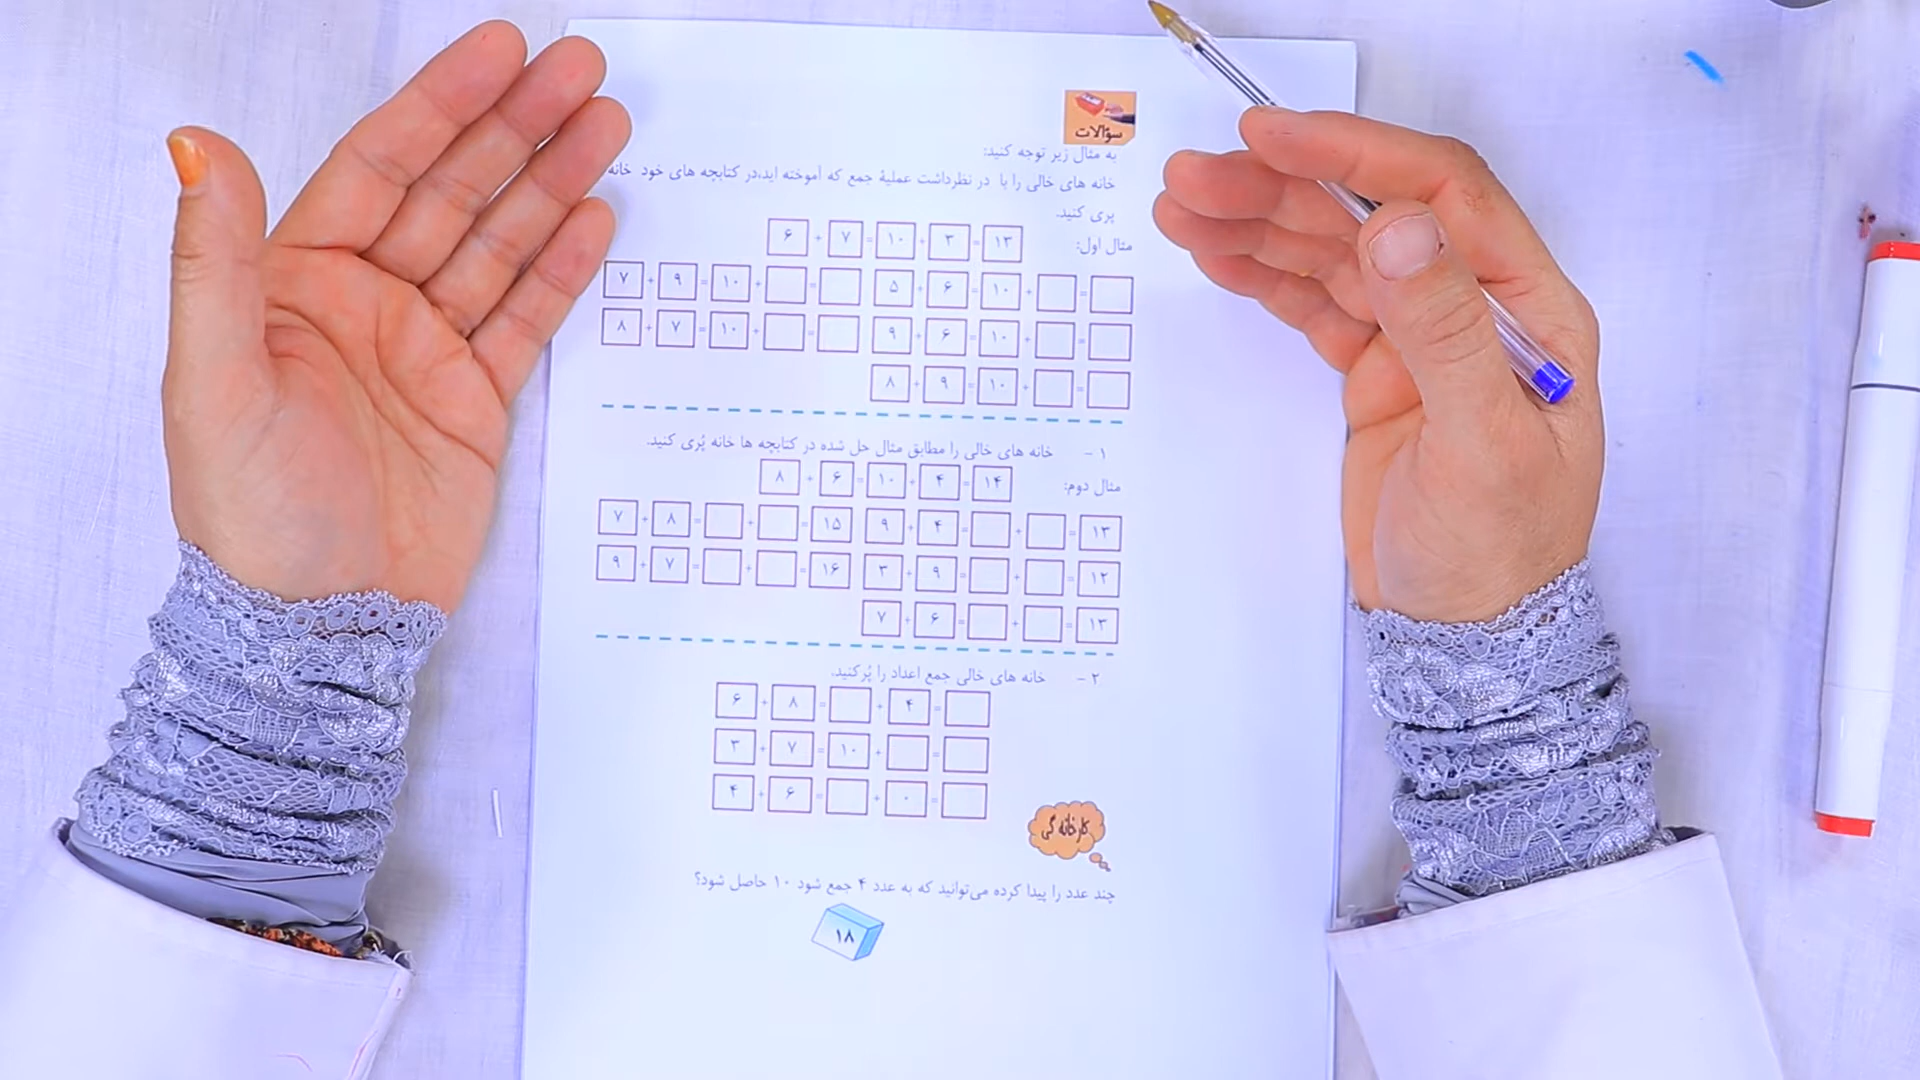 سؤالات
به مثال زیر توجه کنید:
خانه های خالی را با در نظرداشت عملیهٔ جمع که آموخته اید،در کتابچه های خود خانه
پری کنید.
مثال اول: ۶ + ۷ = ۱۰ + ۳ = ۱۳
۷ + ۹ = ۱۰ + = ۵ + ۶ = ۱۰ + =
۸ + ۷ = ۱۰ + = ۹ + ۶ = ۱۰ + =
۸ + ۹ = ۱۰ + =
۱ - خانه های خالی را مطابق مثال حل شده در کتابچه ها خانه پُری کنید.
مثال دوم: ۸ + ۶ = ۱۰ + ۴ = ۱۴
۷ + ۸ = + = ۱۵ ۹ + ۴ = + = ۱۳
۹ + ۷ = + = ۱۶ ۳ + ۹ = + = ۱۲
۷ + ۶ = + = ۱۳
۲ - خانه های خالی جمع اعداد را پُرکنید.
۶ + ۸ = + ۴ =
۳ + ۷ = ۱۰ + =
۴ + ۶ = + ۰ =
کارخانه گی
چند عدد را پیدا کرده می‌توانید که به عدد ۴ جمع شود ۱۰ حاصل شود؟
۱۸